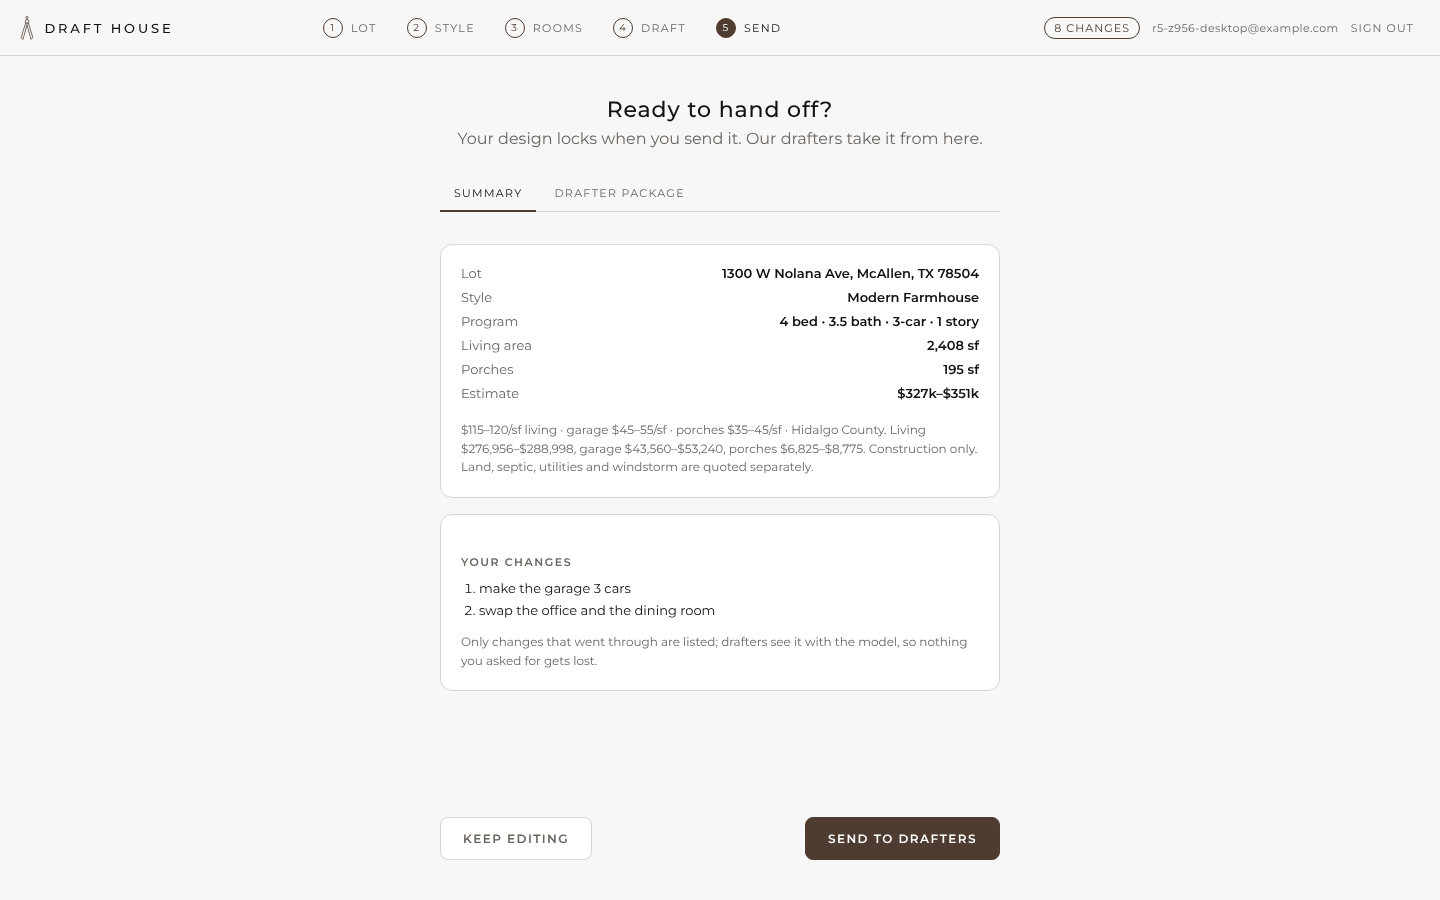 DRAFT HOUSE
1 LOT 2 STYLE 3 ROOMS 4 DRAFT 5 SEND
8 CHANGES r5-z956-desktop@example.com SIGN OUT
Ready to hand off?
Your design locks when you send it. Our drafters take it from here.
SUMMARY DRAFTER PACKAGE
Lot 1300 W Nolana Ave, McAllen, TX 78504
Style Modern Farmhouse
Program 4 bed · 3.5 bath · 3-car · 1 story
Living area 2,408 sf
Porches 195 sf
Estimate $327k–$351k
$115–120/sf living · garage $45–55/sf · porches $35–45/sf · Hidalgo County. Living
$276,956–$288,998, garage $43,560–$53,240, porches $6,825–$8,775. Construction only.
Land, septic, utilities and windstorm are quoted separately.
YOUR CHANGES
1. make the garage 3 cars
2. swap the office and the dining room
Only changes that went through are listed; drafters see it with the model, so nothing
you asked for gets lost.
KEEP EDITING SEND TO DRAFTERS